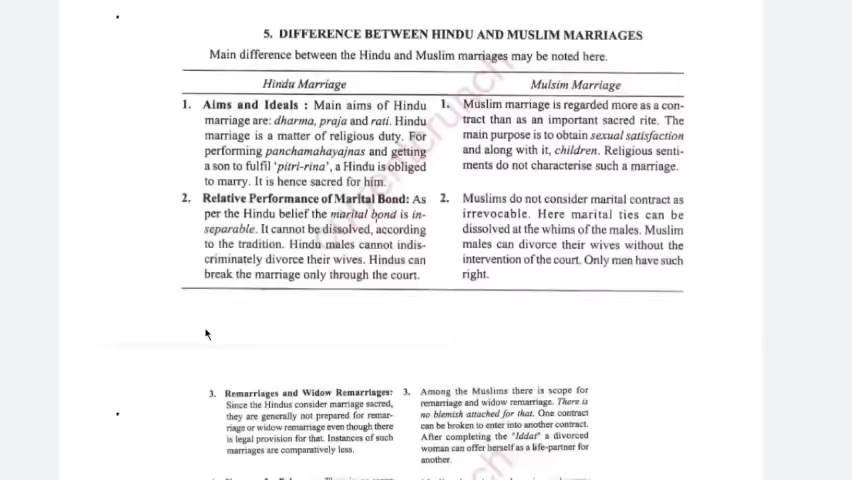 5. DIFFERENCE BETWEEN HINDU AND MUSLIM MARRIAGES
Main difference between the Hindu and Muslim marriages may be noted here.
Hindu Marriage
1. Aims and Ideals : Main aims of Hindu
marriage are: dharma, praja and rati. Hindu
marriage is a matter of religious duty. For
performing panchamahayajnas and getting
a son to fulfil ‘pitri-rina’, a Hindu is obliged
to marry. It is hence sacred for him.
2. Relative Performance of Marital Bond: As
per the Hindu belief the marital bond is in-
separable. It cannot be dissolved, according
to the tradition. Hindu males cannot indis-
criminately divorce their wives. Hindus can
break the marriage only through the court.
Mulsim Marriage
1. Muslim marriage is regarded more as a con-
tract than as an important sacred rite. The
main purpose is to obtain sexual satisfaction
and along with it, children. Religious senti-
ments do not characterise such a marriage.
2. Muslims do not consider marital contract as
irrevocable. Here marital ties can be
dissolved at the whims of the males. Muslim
males can divorce their wives without the
intervention of the court. Only men have such
right.
3. Remarriages and Widow Remarriages:
Since the Hindus consider marriage sacred,
they are generally not prepared for remar-
riage or widow remarriage even though there
is legal provision for that. Instances of such
marriages are comparatively less.
3. Among the Muslims there is scope for
remarriage and widow remarriage. There is
no blemish attached for that. One contract
can be broken to enter into another contract.
After completing the "Iddat" a divorced
woman can offer herself as a life-partner for
another.